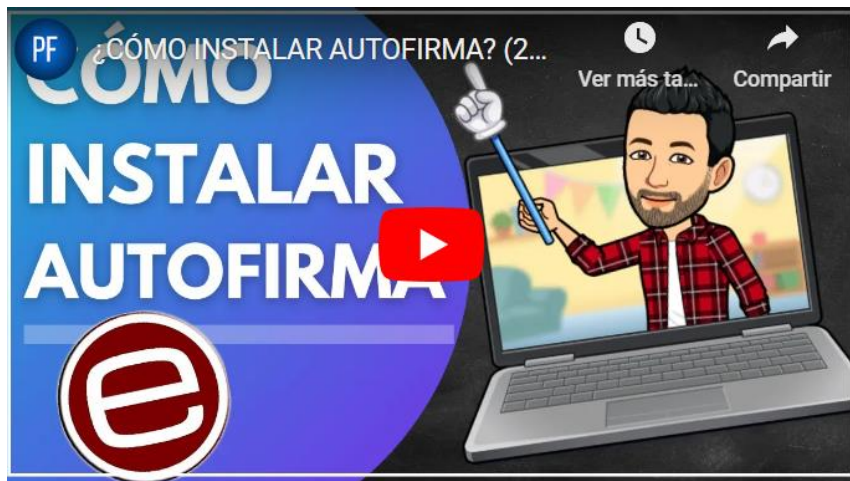 PF
¿CÓMO INSTALAR AUTOFIRMA? (2...
Ver más ta...
Compartir
CÓMO
INSTALAR
AUTOFIRMA
e